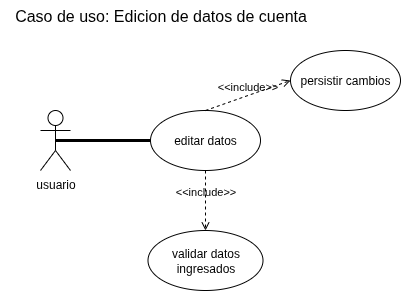 Caso de uso: Edicion de datos de cuenta
<<include>>
persistir cambios
editar datos
usuario
<<include>>
validar datos
ingresados